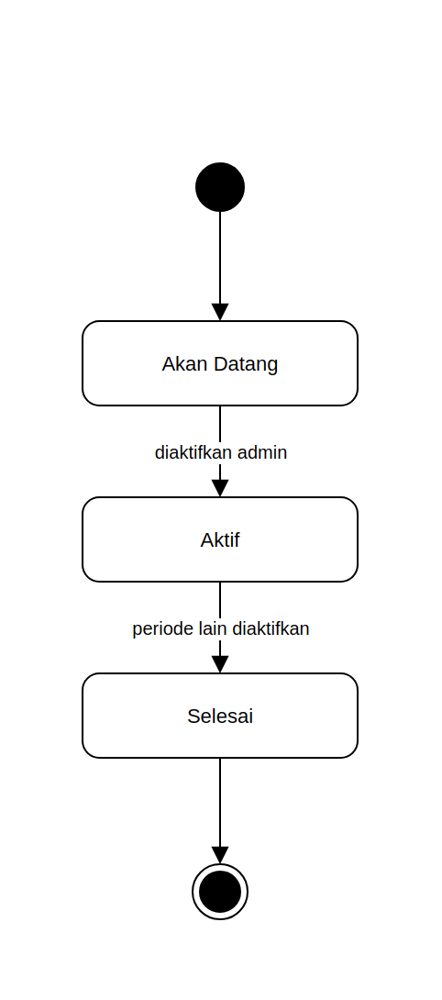 Akan Datang
diaktifkan admin
Aktif
periode lain diaktifkan
Selesai